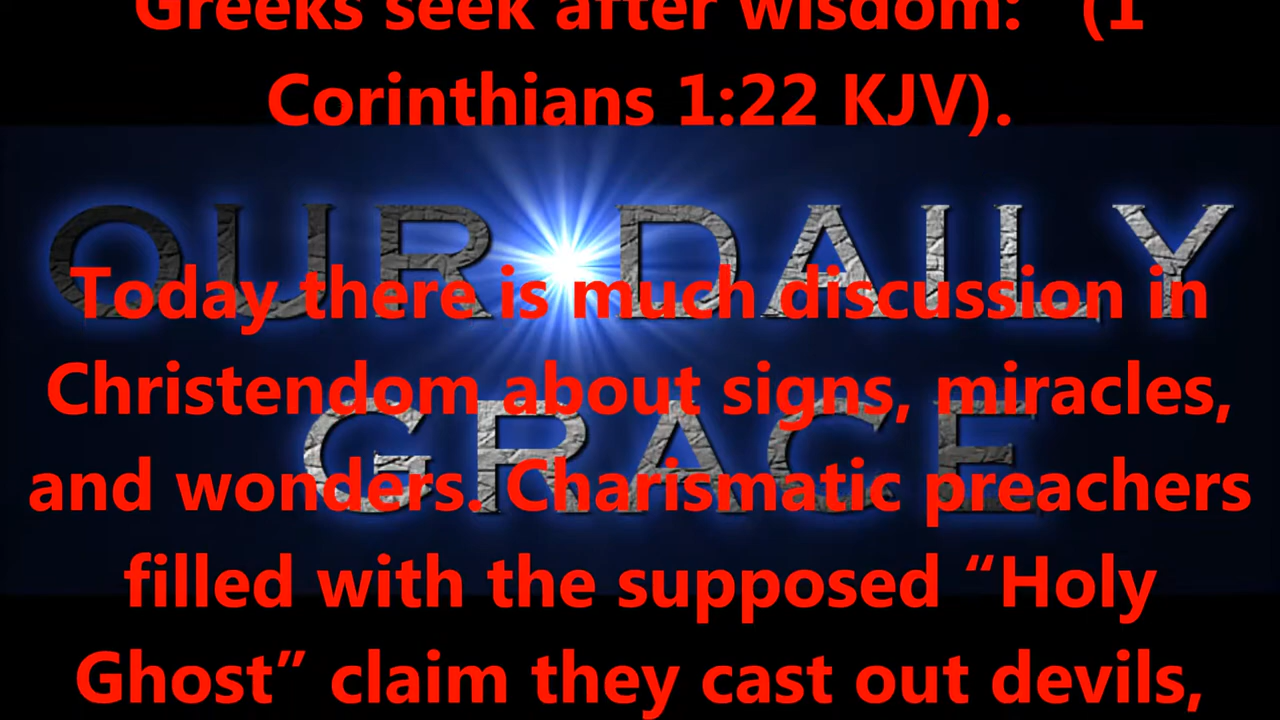 Greeks seek after wisdom:” (1
Corinthians 1:22 KJV).
OUR DAILY
Today there is much discussion in
Christendom about signs, miracles,
GRACE
and wonders. Charismatic preachers
filled with the supposed “Holy
Ghost” claim they cast out devils,